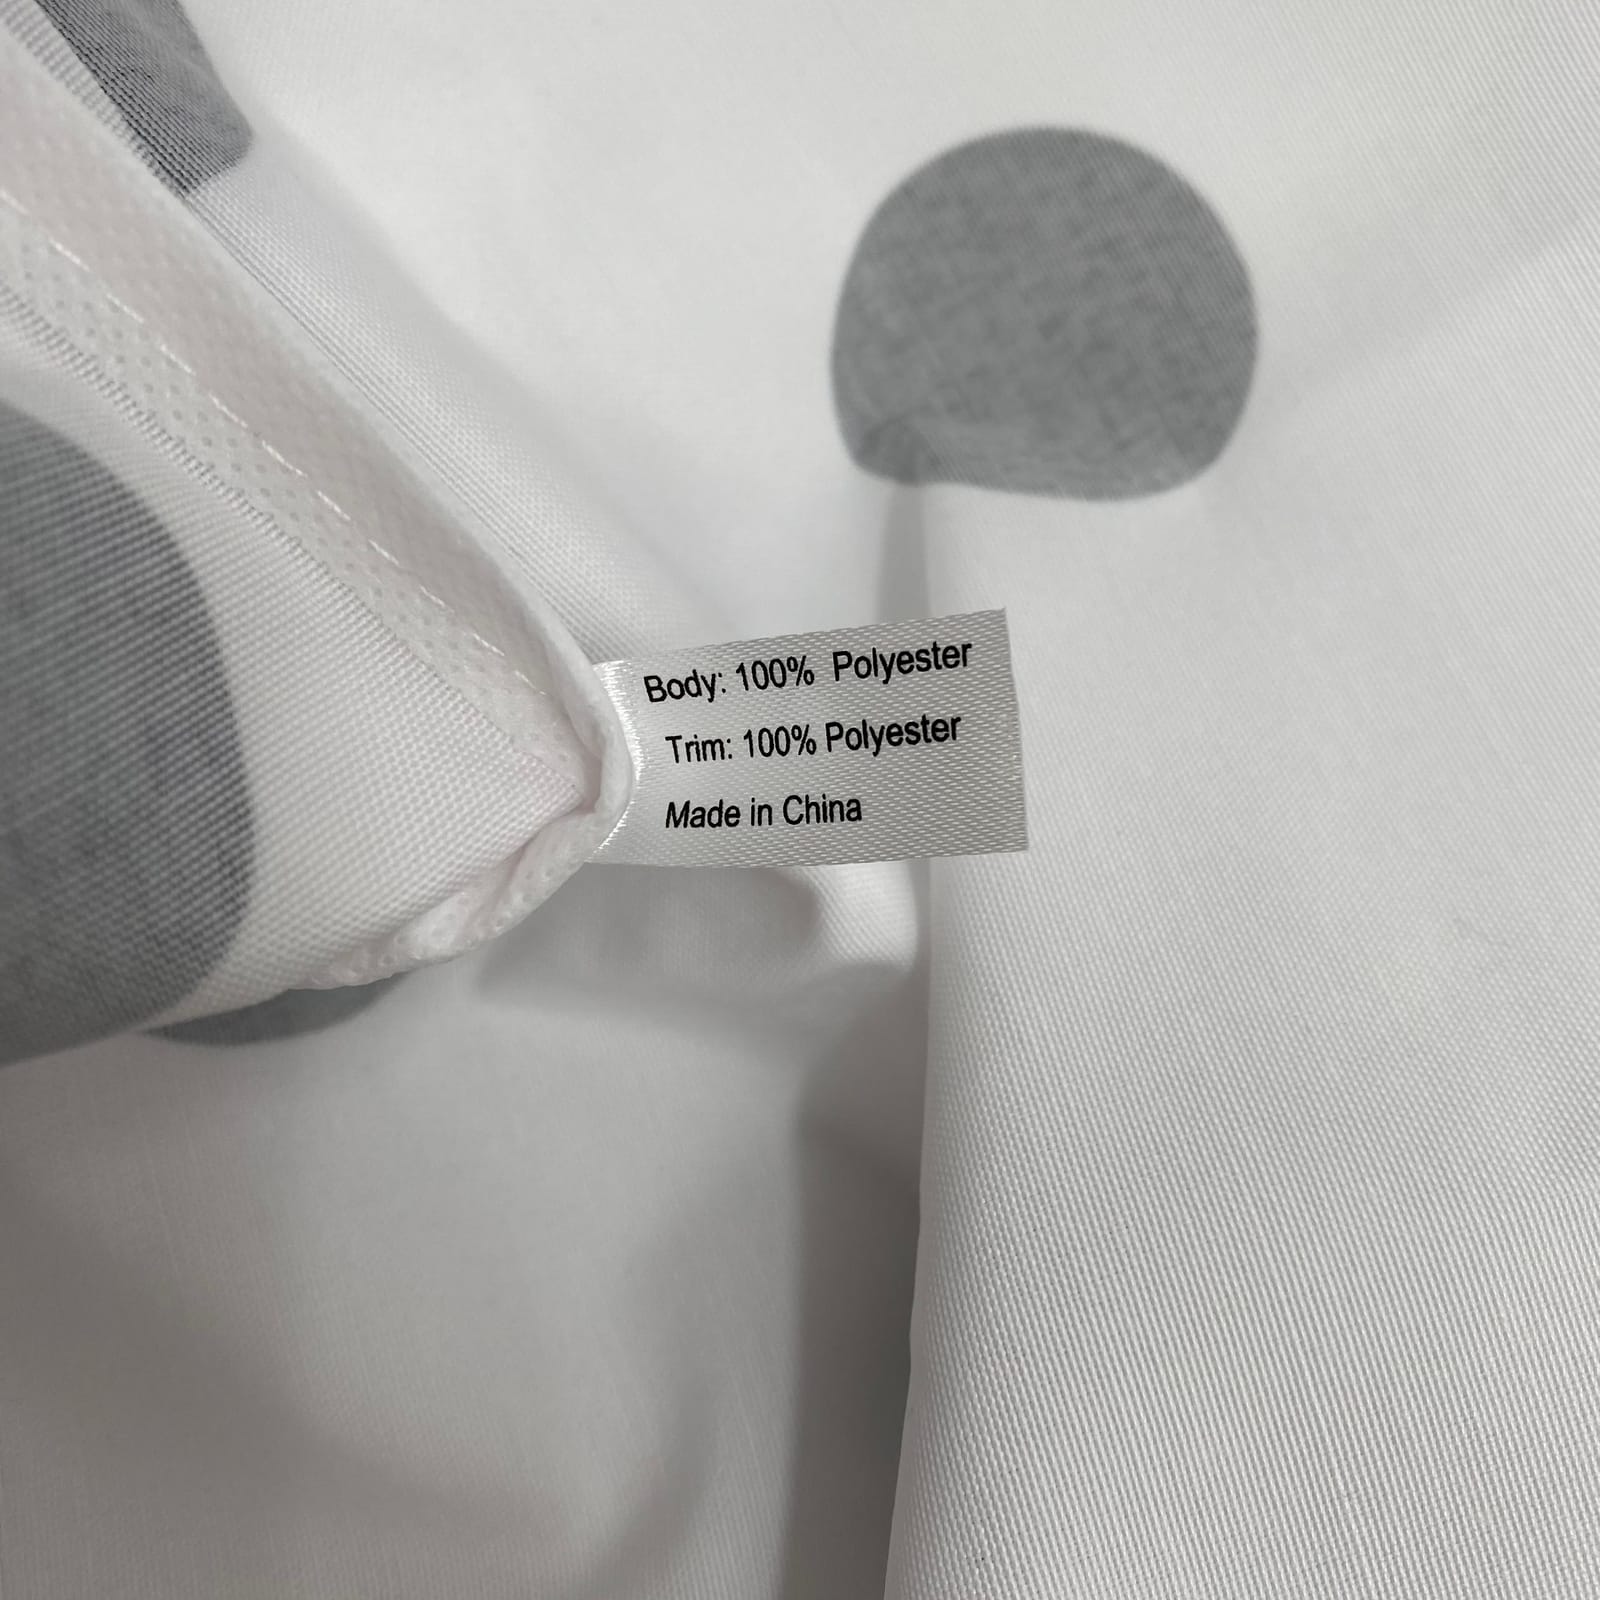 Body: 100% Polyester
Trim: 100% Polyester
Made in China